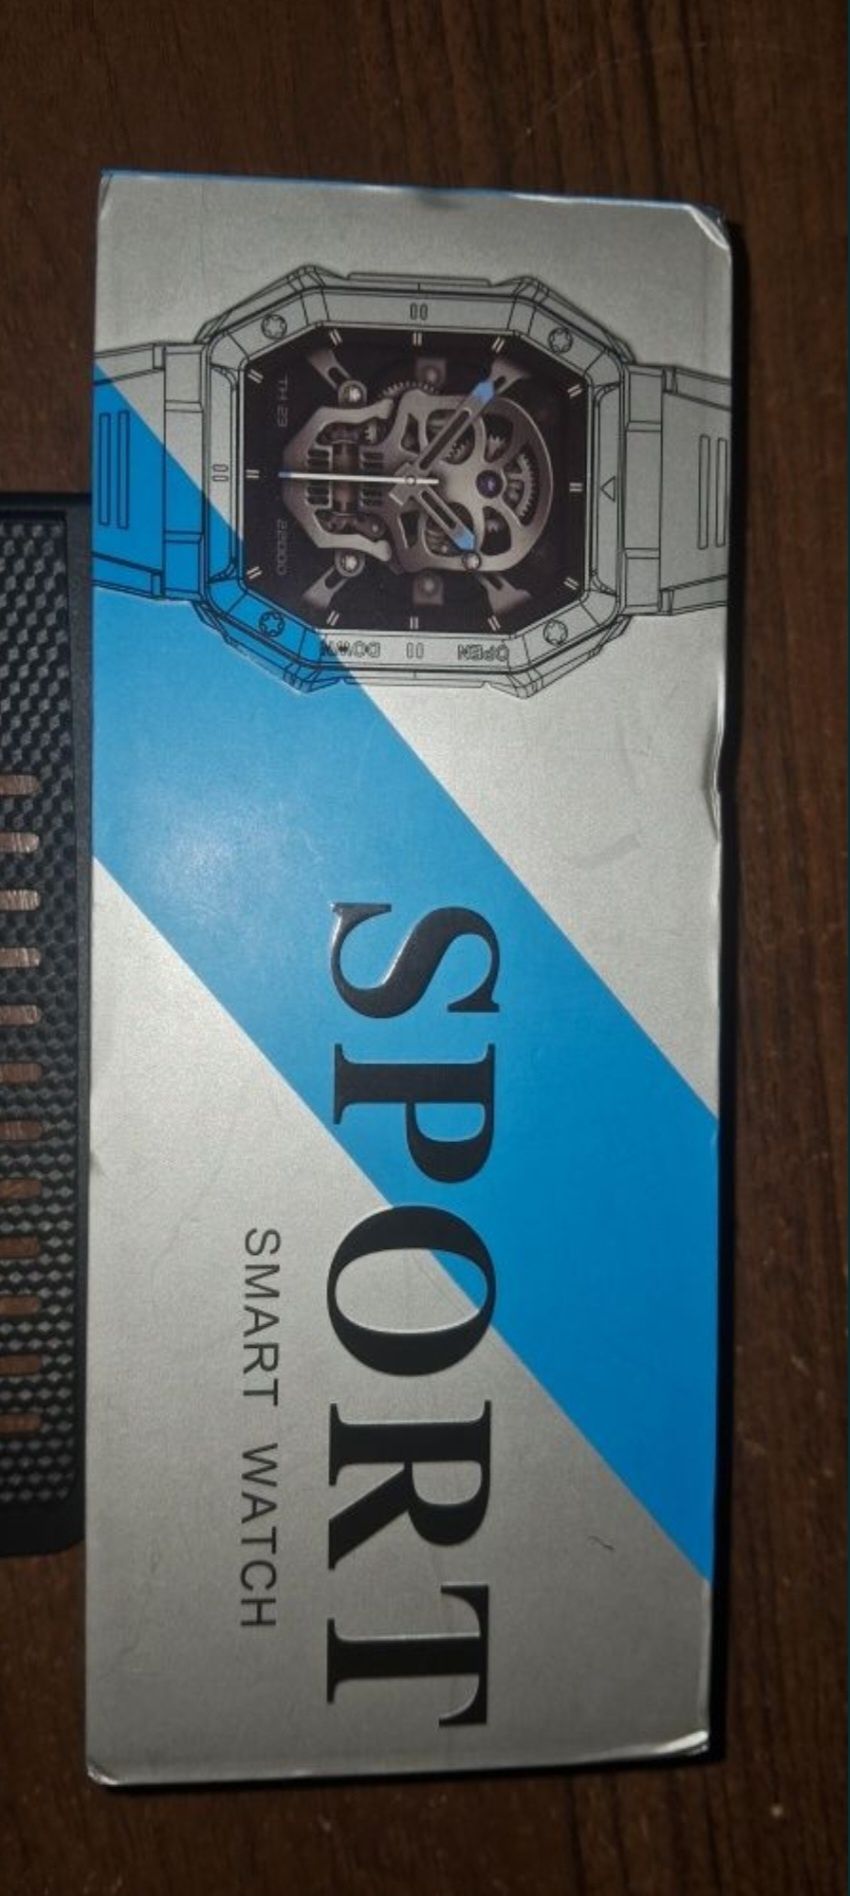 TH 23
22000
OPEN
DOWN
SPORT
SMART WATCH